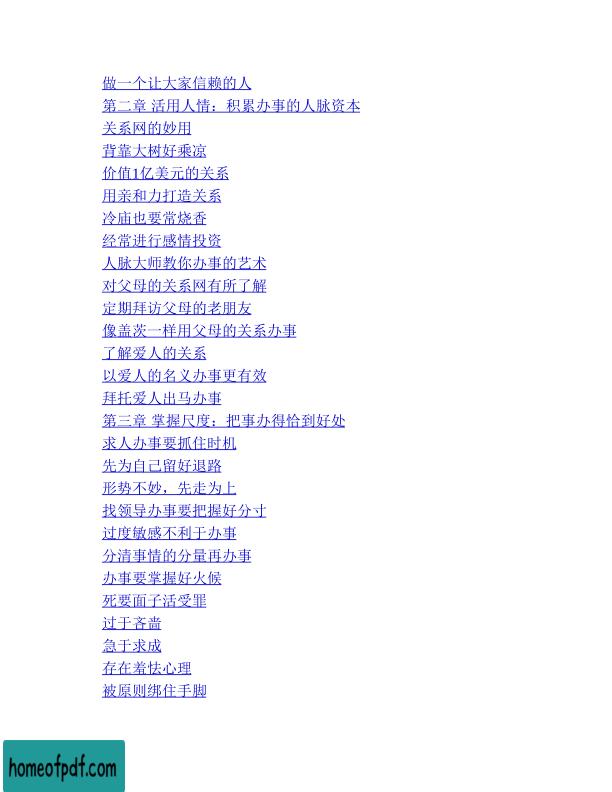 做一个让大家信赖的人
第二章 活用人情：积累办事的人脉资本
关系网的妙用
背靠大树好乘凉
价值1亿美元的关系
用亲和力打造关系
冷庙也要常烧香
经常进行感情投资
人脉大师教你办事的艺术
对父母的关系网有所了解
定期拜访父母的老朋友
像盖茨一样用父母的关系办事
了解爱人的关系
以爱人的名义办事更有效
拜托爱人出马办事
第三章 掌握尺度：把事办得恰到好处
求人办事要抓住时机
先为自己留好退路
形势不妙，先走为上
找领导办事要把握好分寸
过度敏感不利于办事
分清事情的分量再办事
办事要掌握好火候
死要面子活受罪
过于吝啬
急于求成
存在羞怯心理
被原则绑住手脚
homeofpdf.com